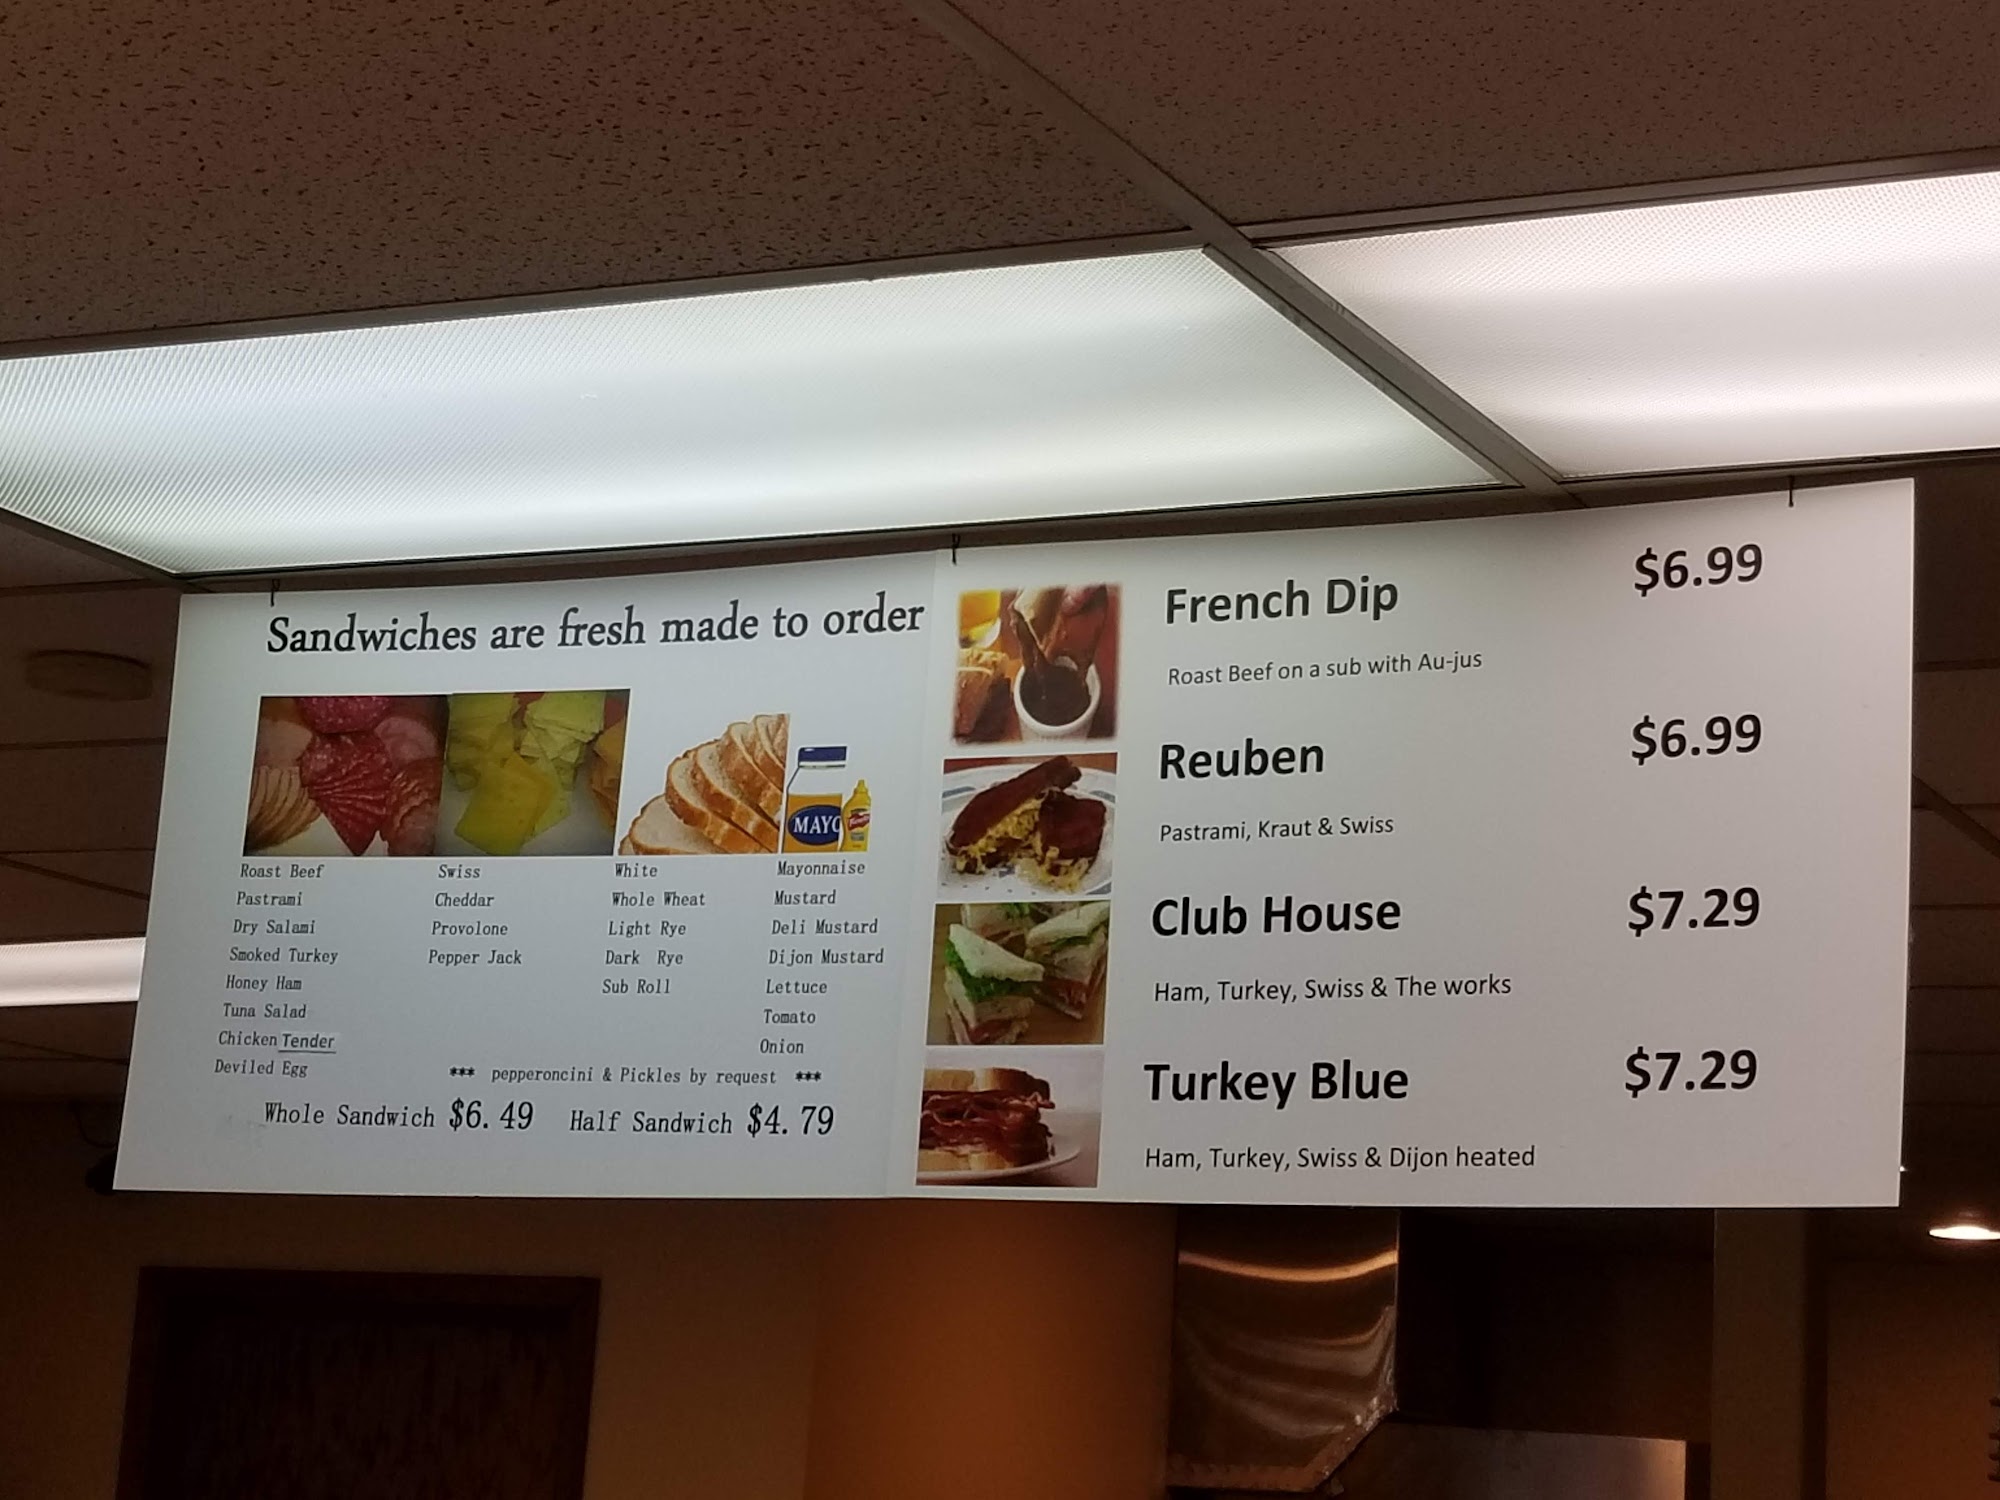 Sandwiches are fresh made to order
MAYO
French's
Roast Beef
Pastrami
Dry Salami
Smoked Turkey
Honey Ham
Tuna Salad
Chicken Tender
Deviled Egg
Swiss
Cheddar
Provolone
Pepper Jack
White
Whole Wheat
Light Rye
Dark Rye
Sub Roll
Mayonnaise
Mustard
Deli Mustard
Dijon Mustard
Lettuce
Tomato
Onion
*** pepperoncini & Pickles by request ***
Whole Sandwich $6.49 Half Sandwich $4.79
French Dip $6.99
Roast Beef on a sub with Au-jus
Reuben $6.99
Pastrami, Kraut & Swiss
Club House $7.29
Ham, Turkey, Swiss & The works
Turkey Blue $7.29
Ham, Turkey, Swiss & Dijon heated